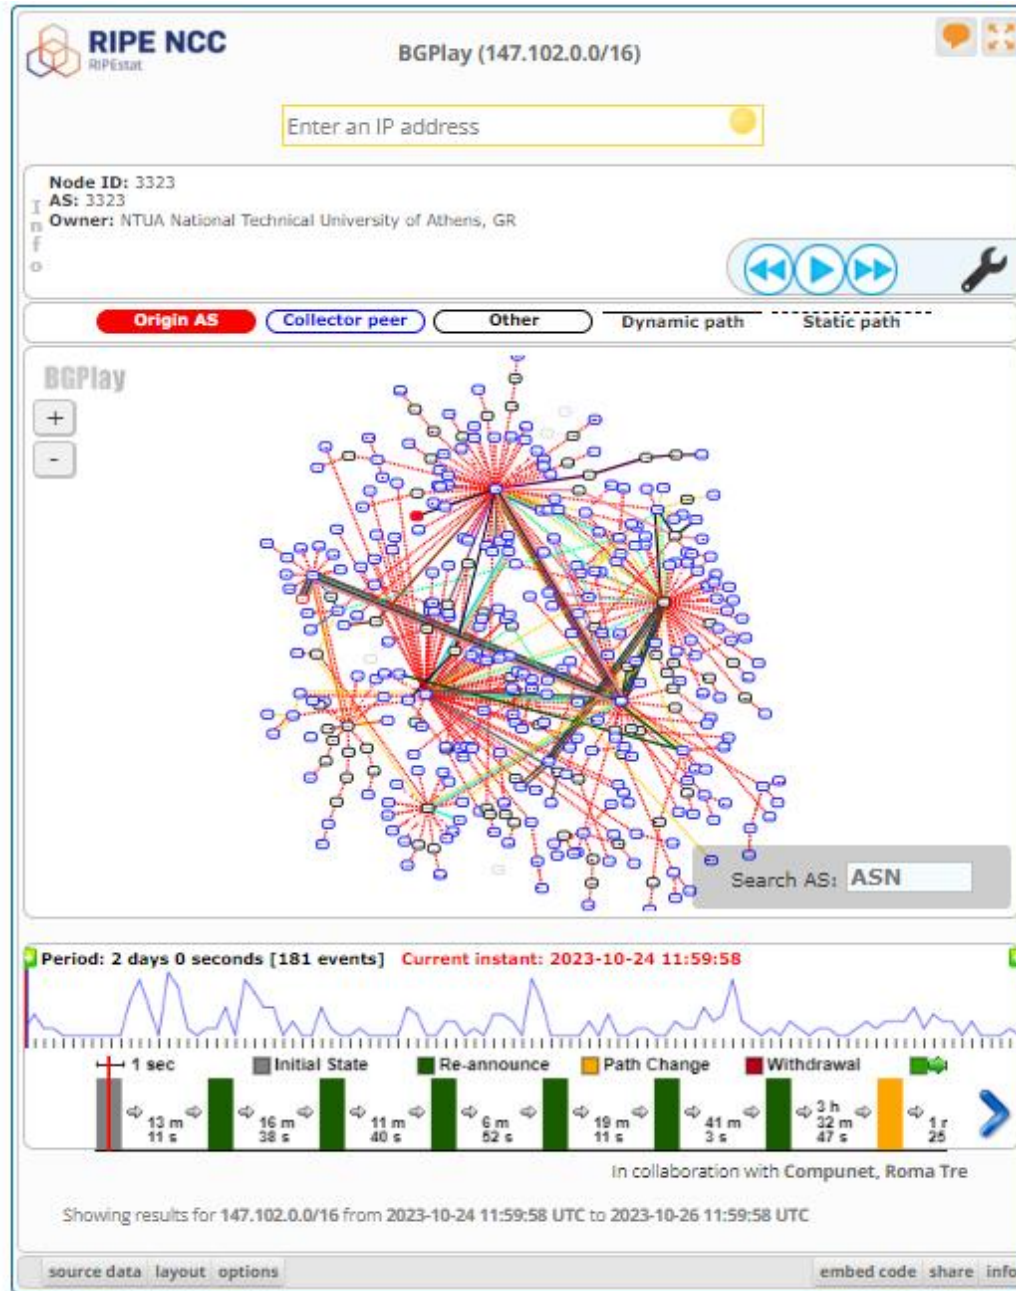 RIPE NCC
RIPEstat
BGPlay (147.102.0.0/16)
Enter an IP address
Info
Node ID: 3323
AS: 3323
Owner: NTUA National Technical University of Athens, GR
Origin AS Collector peer Other Dynamic path Static path
BGPlay
+
-
Search AS: ASN
Period: 2 days 0 seconds [181 events] Current instant: 2023-10-24 11:59:58
1 sec Initial State Re-announce Path Change Withdrawal
13 m 11 s
16 m 38 s
11 m 40 s
6 m 52 s
19 m 11 s
41 m 3 s
3 h 32 m 47 s
25
In collaboration with Compunet, Roma Tre
Showing results for 147.102.0.0/16 from 2023-10-24 11:59:58 UTC to 2023-10-26 11:59:58 UTC
source data layout options embed code share info